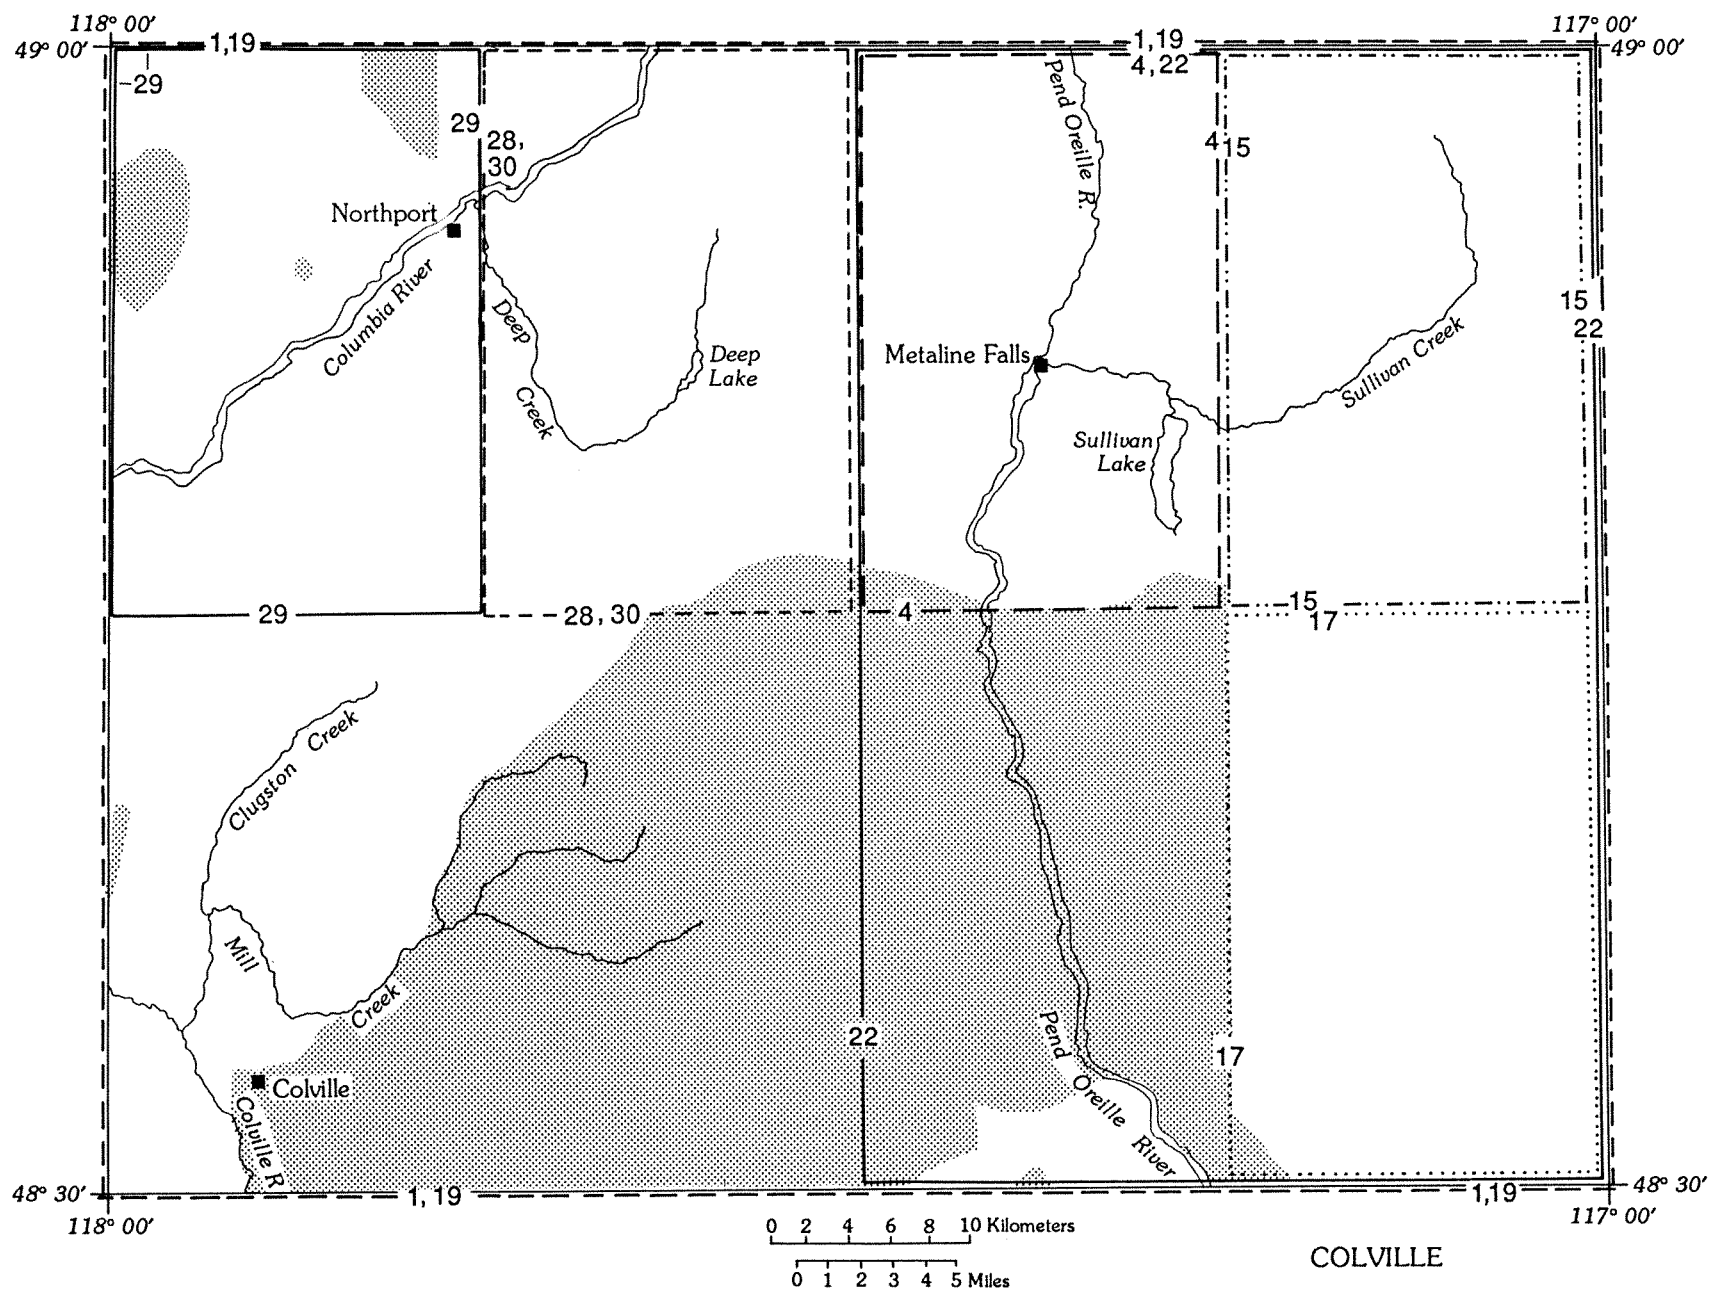 118° 00′
117° 00′
49° 00′
1,19
1,19
49° 00′
4,22
-29
29
28,
30
4
15
Pend Oreille R.
Northport
Columbia River
Deep
Creek
Deep
Lake
15
22
Metaline Falls
Sullivan Creek
Sullivan
Lake
29
28, 30
4
15
17
Clugston Creek
Mill
Creek
22
17
Pend
Oreille
River
Colville
Colville R
48° 30′
1, 19
1,19
48° 30′
118° 00′
117° 00′
0 2 4 6 8 10 Kilometers
0 1 2 3 4 5 Miles
COLVILLE